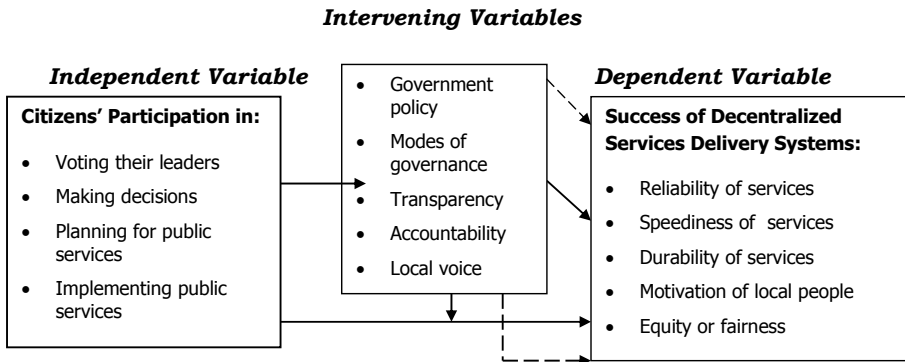 Intervening Variables
Independent Variable
Citizens' Participation in:
• Voting their leaders
• Making decisions
• Planning for public
services
• Implementing public
services
• Government
policy
• Modes of
governance
• Transparency
• Accountability
• Local voice
Dependent Variable
Success of Decentralized
Services Delivery Systems:
• Reliability of services
• Speediness of services
• Durability of services
• Motivation of local people
• Equity or fairness